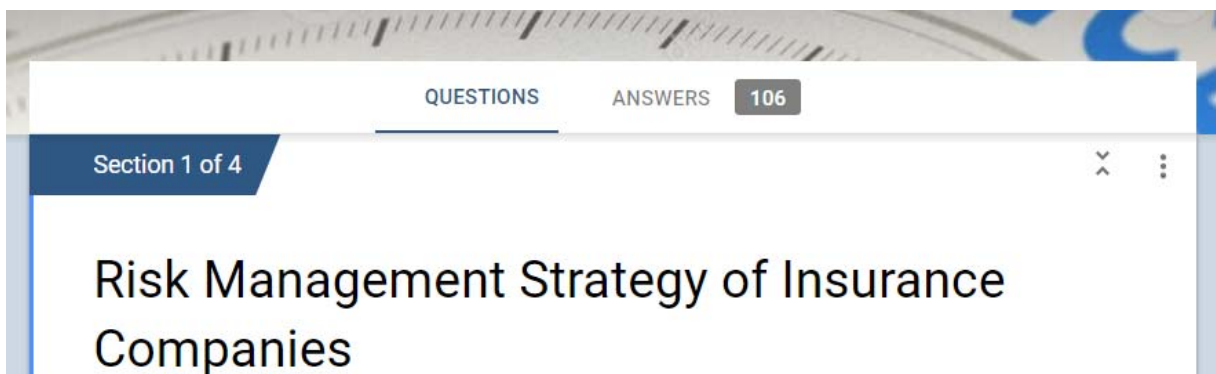 QUESTIONS ANSWERS 106
Section 1 of 4
Risk Management Strategy of Insurance
Companies